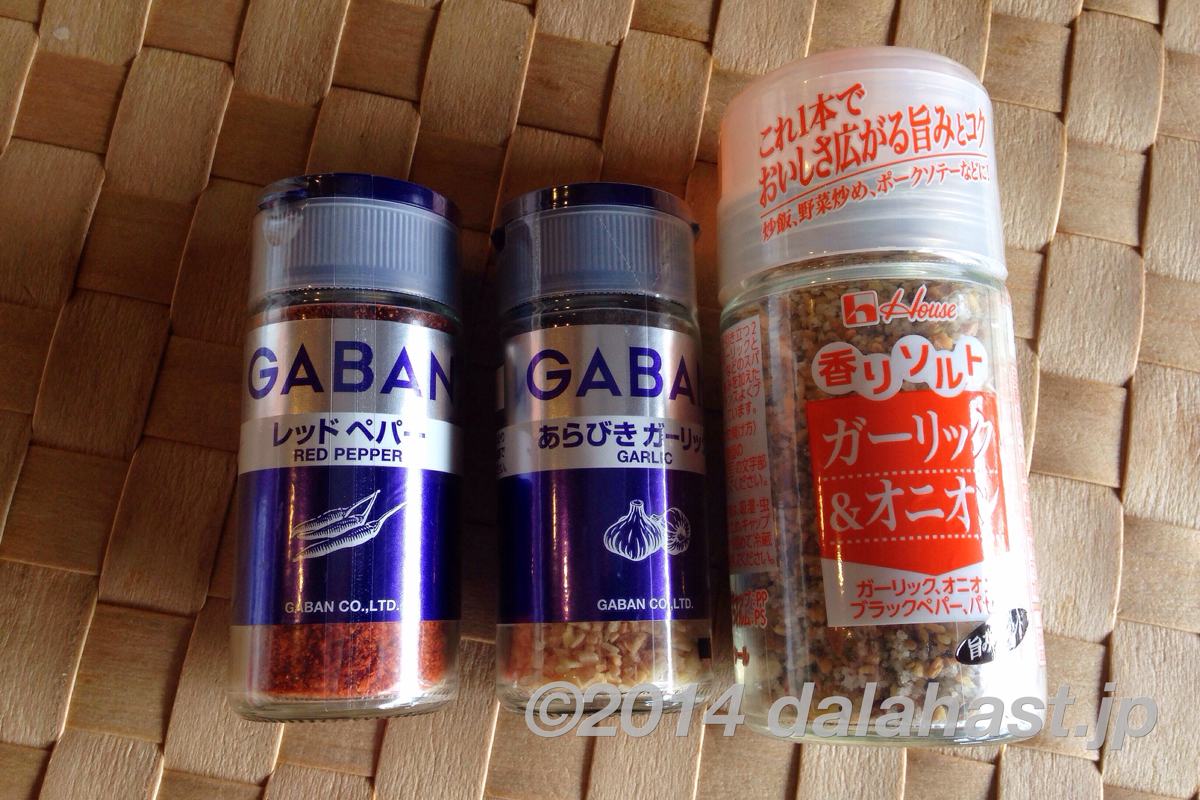 GABAN
レッド ペパー
RED PEPPER
GABAN CO.,LTD.
GABA
あらびき ガーリック
GARLIC
GABAN CO.,LTD.
これ1本で
おいしさ広がる旨みとコク
炒飯、野菜炒め、ポークソテーなどに!
House
香りソルト
ガーリック
&オニオン
ガーリック、オニオン
ブラックペパー、パセ
©2014 dalahast.jp